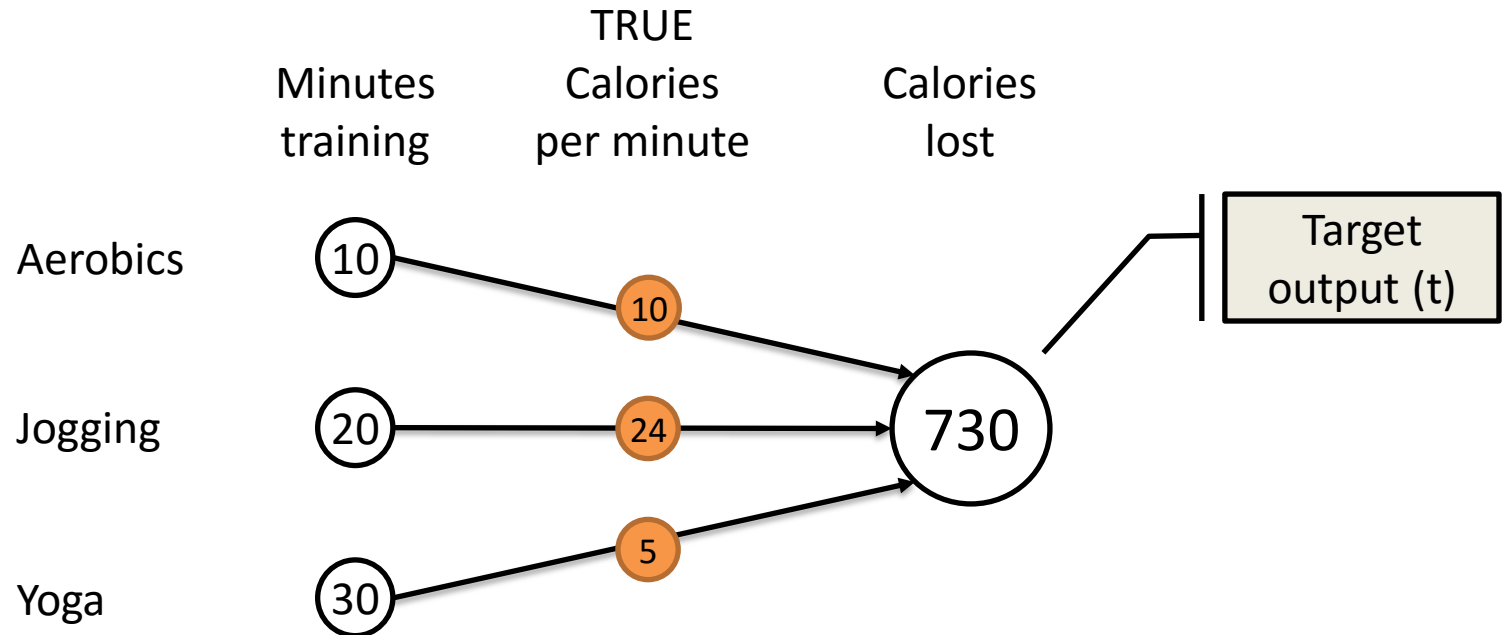 TRUE
Minutes
training
Calories
per minute
Calories
lost
Target
output (t)
Aerobics
10
10
Jogging
20
24
730
Yoga
30
5